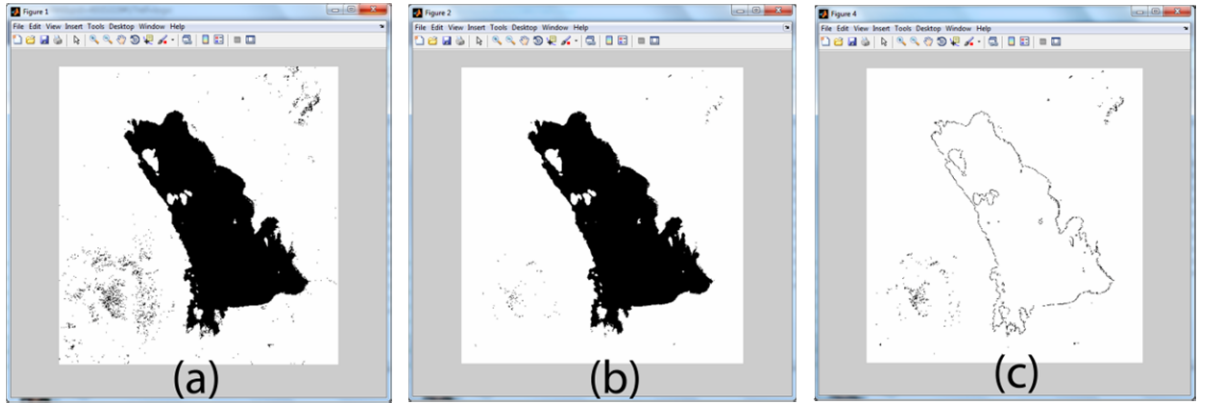 Figure 1
File Edit View Insert Tools Desktop Window Help
(a)
Figure 2
File Edit View Insert Tools Desktop Window Help
(b)
Figure 4
File Edit View Insert Tools Desktop Window Help
(c)